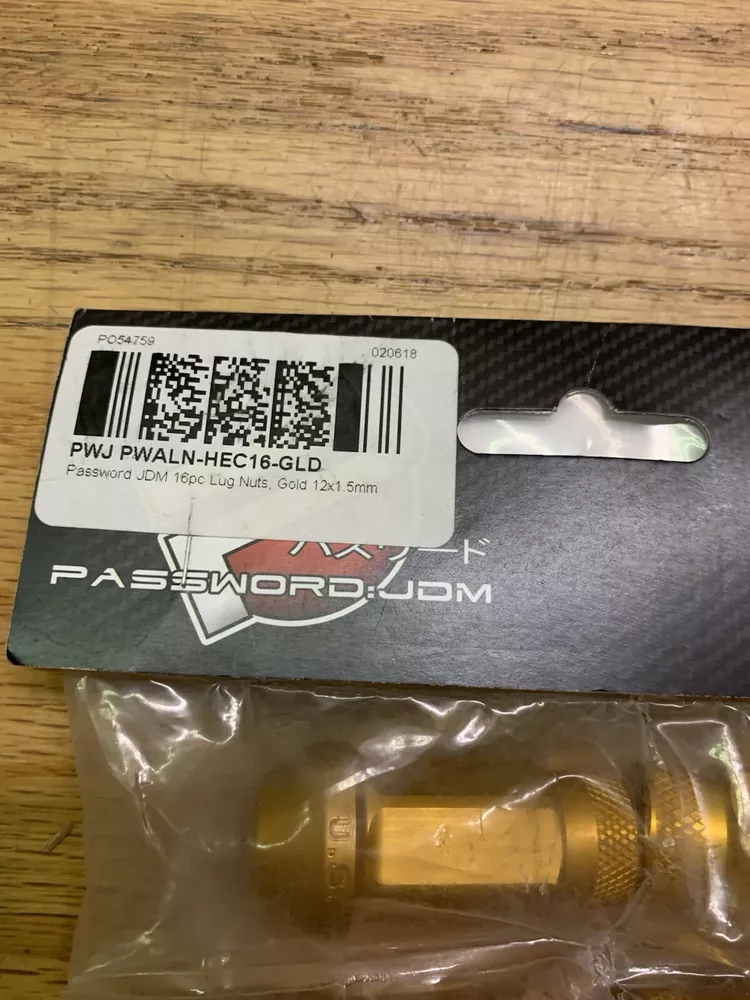 PO54759
020618
PWJ PWALN-HEC16-GLD
Password JDM 16pc Lug Nuts, Gold 12x1.5mm
パスワード
PASSWORD:JDM